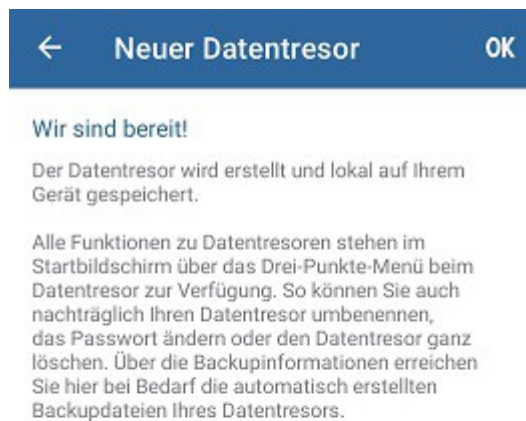 Neuer Datentresor OK
Wir sind bereit!
Der Datentresor wird erstellt und lokal auf Ihrem
Gerät gespeichert.
Alle Funktionen zu Datentresoren stehen im
Startbildschirm über das Drei-Punkte-Menü beim
Datentresor zur Verfügung. So können Sie auch
nachträglich Ihren Datentresor umbenennen,
das Passwort ändern oder den Datentresor ganz
löschen. Über die Backupinformationen erreichen
Sie hier bei Bedarf die automatisch erstellten
Backupdateien Ihres Datentresors.